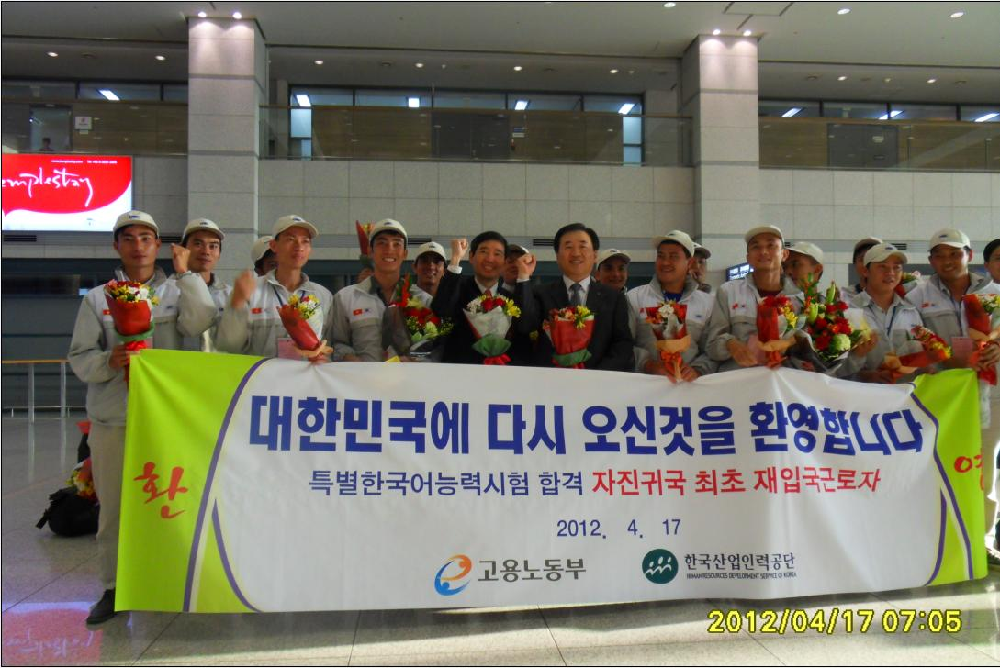 emplestay
대한민국에 다시 오신것을 환영합니다
특별한국어능력시험 합격 자진귀국 최초 재입국근로자
환
영
2012. 4. 17
고용노동부
한국산업인력공단
HUMAN RESOURCES DEVELOPMENT SERVICE OF KOREA
2012/04/17 07:05